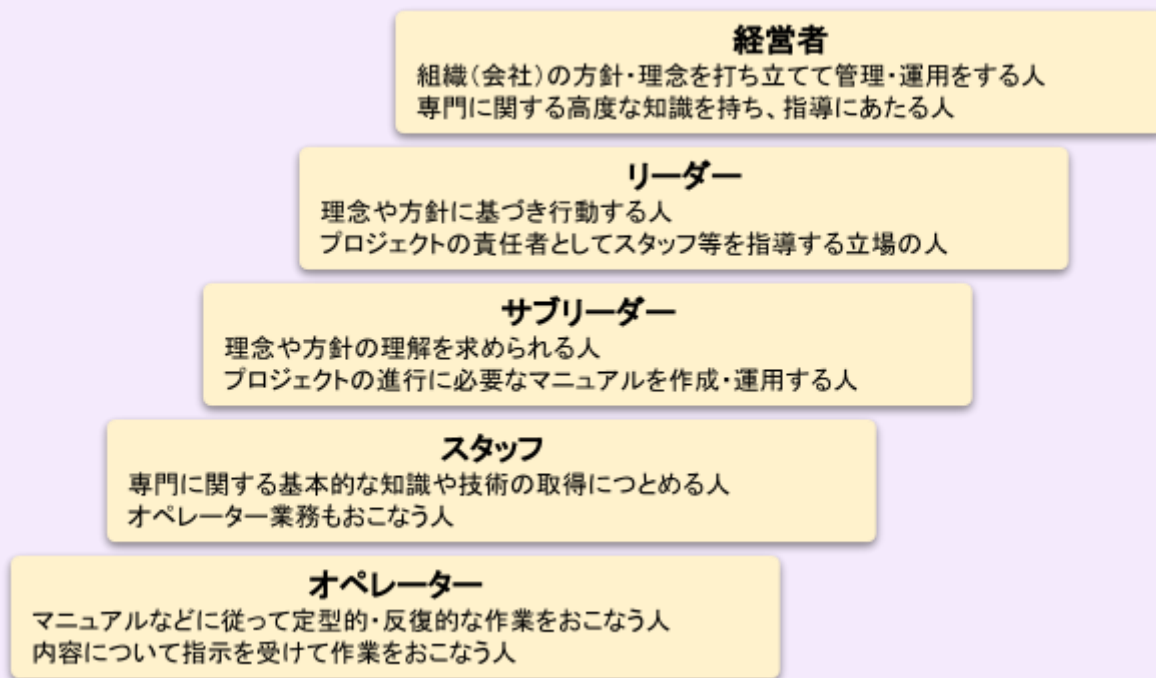 経営者
組織(会社)の方針・理念を打ち立てて管理・運用をする人
専門に関する高度な知識を持ち、指導にあたる人
リーダー
理念や方針に基づき行動する人
プロジェクトの責任者としてスタッフ等を指導する立場の人
サブリーダー
理念や方針の理解を求められる人
プロジェクトの進行に必要なマニュアルを作成・運用する人
スタッフ
専門に関する基本的な知識や技術の取得につとめる人
オペレーター業務もおこなう人
オペレーター
マニュアルなどに従って定型的・反復的な作業をおこなう人
内容について指示を受けて作業をおこなう人